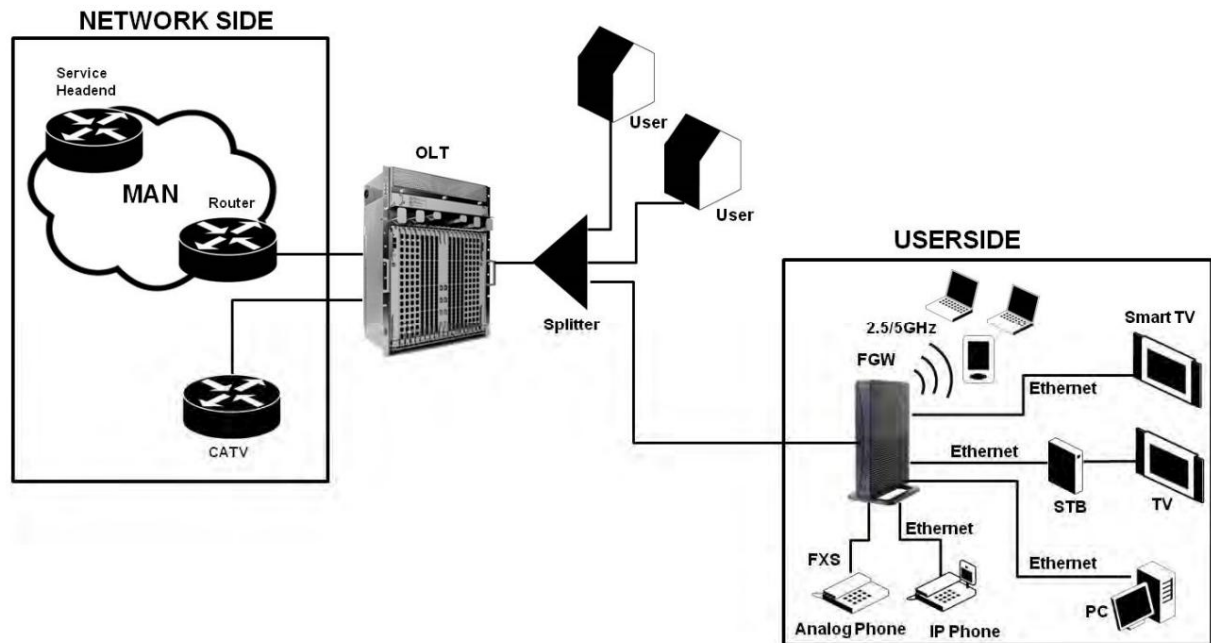 NETWORK SIDE
Service
Headend
MAN
Router
CATV
OLT
Splitter
User
User
USERSIDE
2.5/5GHz
FGW
Smart TV
Ethernet
Ethernet
STB
TV
Ethernet
Ethernet
FXS
PC
Analog Phone
IP Phone